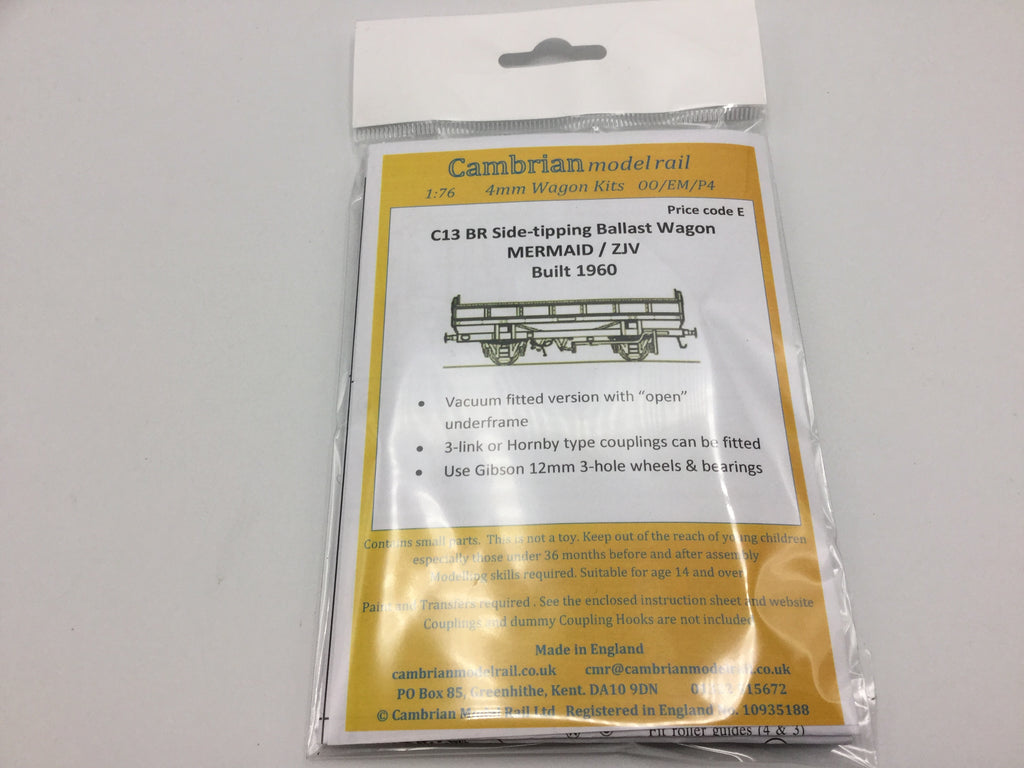 Cambrian model rail
1:76 4mm Wagon Kits OO/EM/P4
Price code E
C13 BR Side-tipping Ballast Wagon
MERMAID / ZJV
Built 1960
• Vacuum fitted version with “open”
underframe
• 3-link or Hornby type couplings can be fitted
• Use Gibson 12mm 3-hole wheels & bearings
Contains small parts. This is not a toy. Keep out of the reach of young children
especially those under 36 months before and after assembly
Modelling skills required. Suitable for age 14 and over
Paint and Transfers required . See the enclosed instruction sheet and website
Couplings and dummy Coupling Hooks are not included
Made in England
cambrianmodelrail.co.uk cmr@cambrianmodelrail.co.uk
PO Box 85, Greenhithe, Kent. DA10 9DN
© Cambrian Model Rail Ltd Registered in England No. 10935188
Fit roller guides (4 & 3)